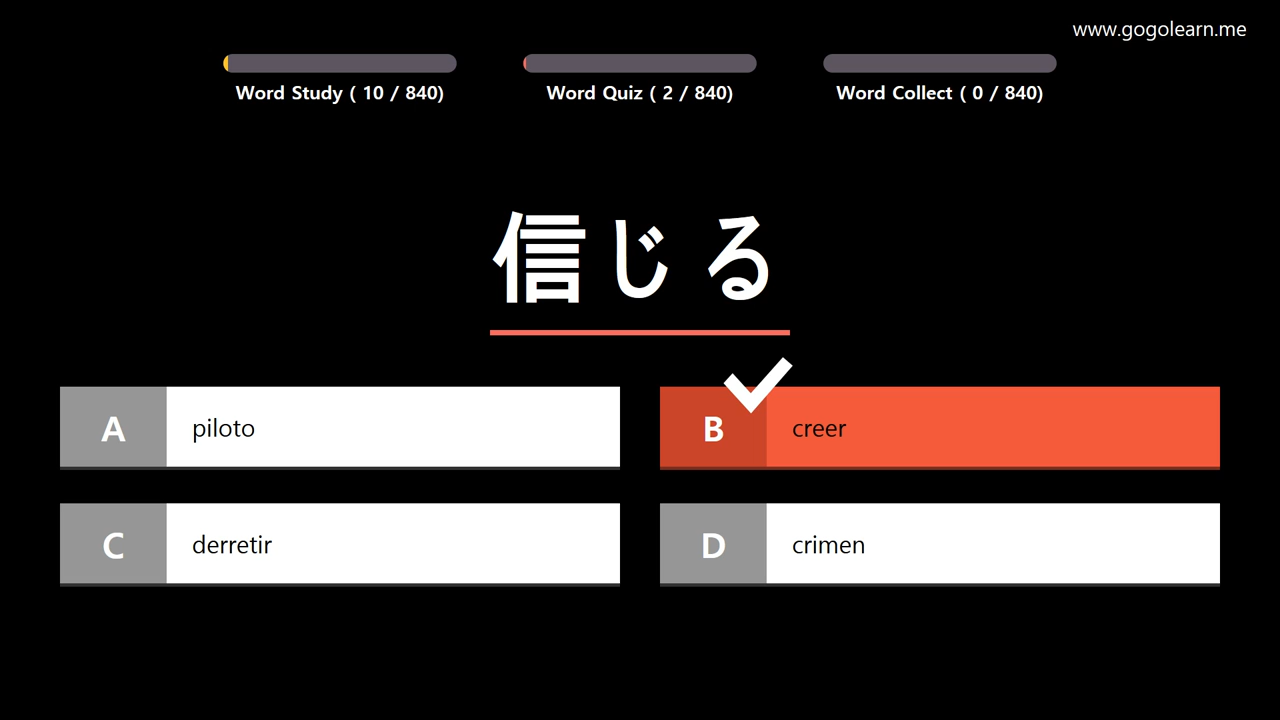 www.gogolearn.me
Word Study ( 10 / 840)
Word Quiz ( 2 / 840)
Word Collect ( 0 / 840)
信じる
A piloto
B creer
C derretir
D crimen